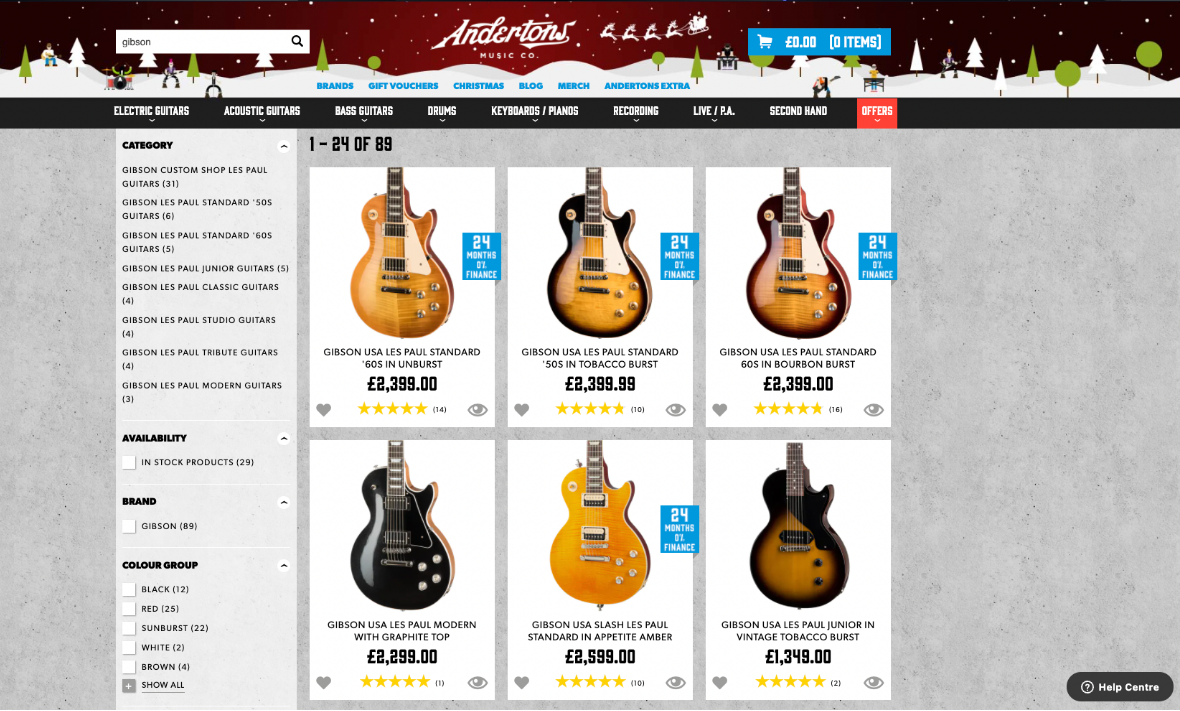 gibson
Andertons
MUSIC CO.
£0.00 [0 ITEMS]
BRANDS GIFT VOUCHERS CHRISTMAS BLOG MERCH ANDERTONS EXTRA
ELECTRIC GUITARS ACOUSTIC GUITARS BASS GUITARS DRUMS KEYBOARDS / PIANOS RECORDING LIVE / P.A. SECOND HAND OFFERS
CATEGORY
GIBSON CUSTOM SHOP LES PAUL
GUITARS (31)
GIBSON LES PAUL STANDARD '50S
GUITARS (6)
GIBSON LES PAUL STANDARD '60S
GUITARS (5)
GIBSON LES PAUL JUNIOR GUITARS (5)
GIBSON LES PAUL CLASSIC GUITARS
(4)
GIBSON LES PAUL STUDIO GUITARS
(4)
GIBSON LES PAUL TRIBUTE GUITARS
(4)
GIBSON LES PAUL MODERN GUITARS
(3)
AVAILABILITY
IN STOCK PRODUCTS (29)
BRAND
GIBSON (89)
COLOUR GROUP
BLACK (12)
RED (25)
SUNBURST (22)
WHITE (2)
BROWN (4)
+ SHOW ALL
1 - 24 OF 89
24
MONTHS
0%
FINANCE
GIBSON USA LES PAUL STANDARD
'60S IN UNBURST
£2,399.00
(14)
24
MONTHS
0%
FINANCE
GIBSON USA LES PAUL STANDARD
'50S IN TOBACCO BURST
£2,399.99
(10)
24
MONTHS
0%
FINANCE
GIBSON USA LES PAUL STANDARD
60S IN BOURBON BURST
£2,399.00
(16)
GIBSON USA LES PAUL MODERN
WITH GRAPHITE TOP
£2,299.00
(1)
24
MONTHS
0%
FINANCE
GIBSON USA SLASH LES PAUL
STANDARD IN APPETITE AMBER
£2,599.00
(10)
GIBSON USA LES PAUL JUNIOR IN
VINTAGE TOBACCO BURST
£1,349.00
(2)
Help Centre